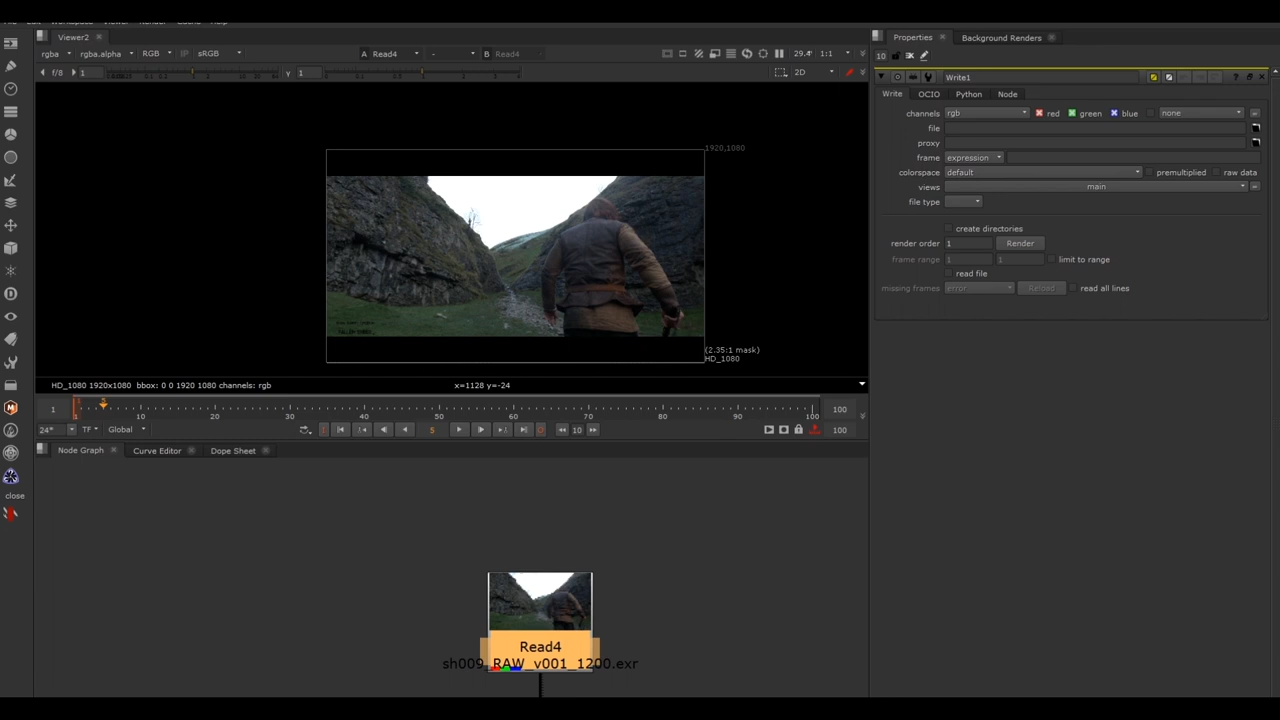 Viewer2
rgba rgba.alpha RGB IP sRGB A Read4 - B Read4 29.4 1:1
f/8 1 Y 1 2D
1920,1080
(2.35:1 mask)
HD_1080
HD_1080 1920x1080 bbox: 0 0 1920 1080 channels: rgb x=1128 y=-24
1 1 5 10 20 30 40 50 60 70 80 90 100 100
24* TF Global 5 10 100
Node Graph Curve Editor Dope Sheet
close
Read4
sh009_RAW_v001_1200.exr
Properties Background Renders
10
Write1
Write OCIO Python Node
channels rgb red green blue none
file
proxy
frame expression
colorspace default premultiplied raw data
views main
file type
create directories
render order 1 Render
frame range 1 1 limit to range
read file
missing frames error Reload read all lines